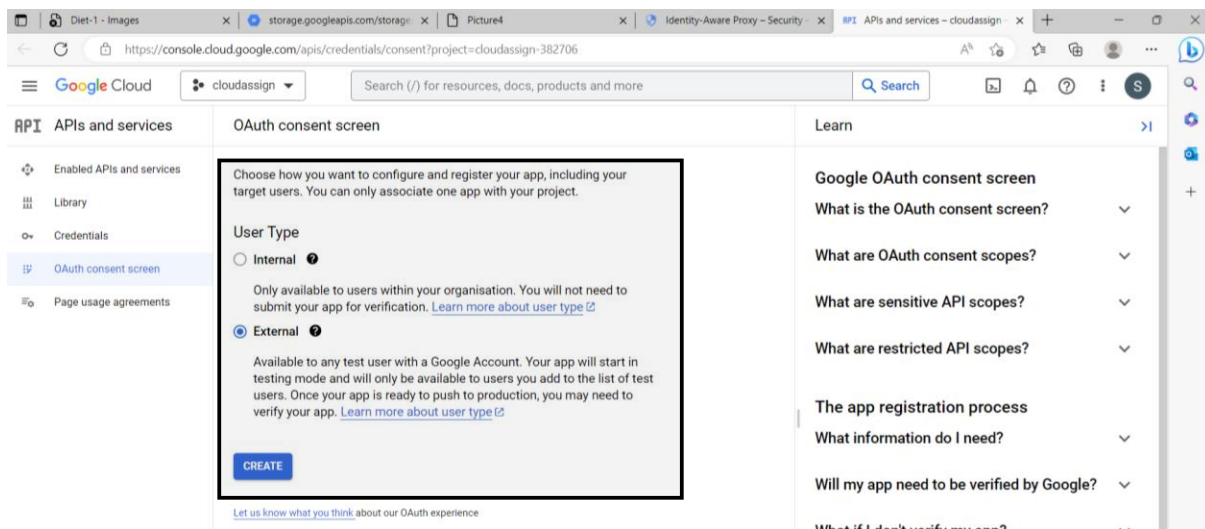 Diet-1 - Images
storage.googleapis.com/storage
Picture4
Identity-Aware Proxy – Security
API APIs and services – cloudassign
https://console.cloud.google.com/apis/credentials/consent?project=cloudassign-382706
Google Cloud
cloudassign
Search (/) for resources, docs, products and more
Search
S
API APIs and services
OAuth consent screen
Learn
Enabled APIs and services
Library
Credentials
OAuth consent screen
Page usage agreements
Choose how you want to configure and register your app, including your
target users. You can only associate one app with your project.
User Type
Internal
Only available to users within your organisation. You will not need to
submit your app for verification. Learn more about user type
External
Available to any test user with a Google Account. Your app will start in
testing mode and will only be available to users you add to the list of test
users. Once your app is ready to push to production, you may need to
verify your app. Learn more about user type
CREATE
Let us know what you think about our OAuth experience
Google OAuth consent screen
What is the OAuth consent screen?
What are OAuth consent scopes?
What are sensitive API scopes?
What are restricted API scopes?
The app registration process
What information do I need?
Will my app need to be verified by Google?
What if I don't verify my app?